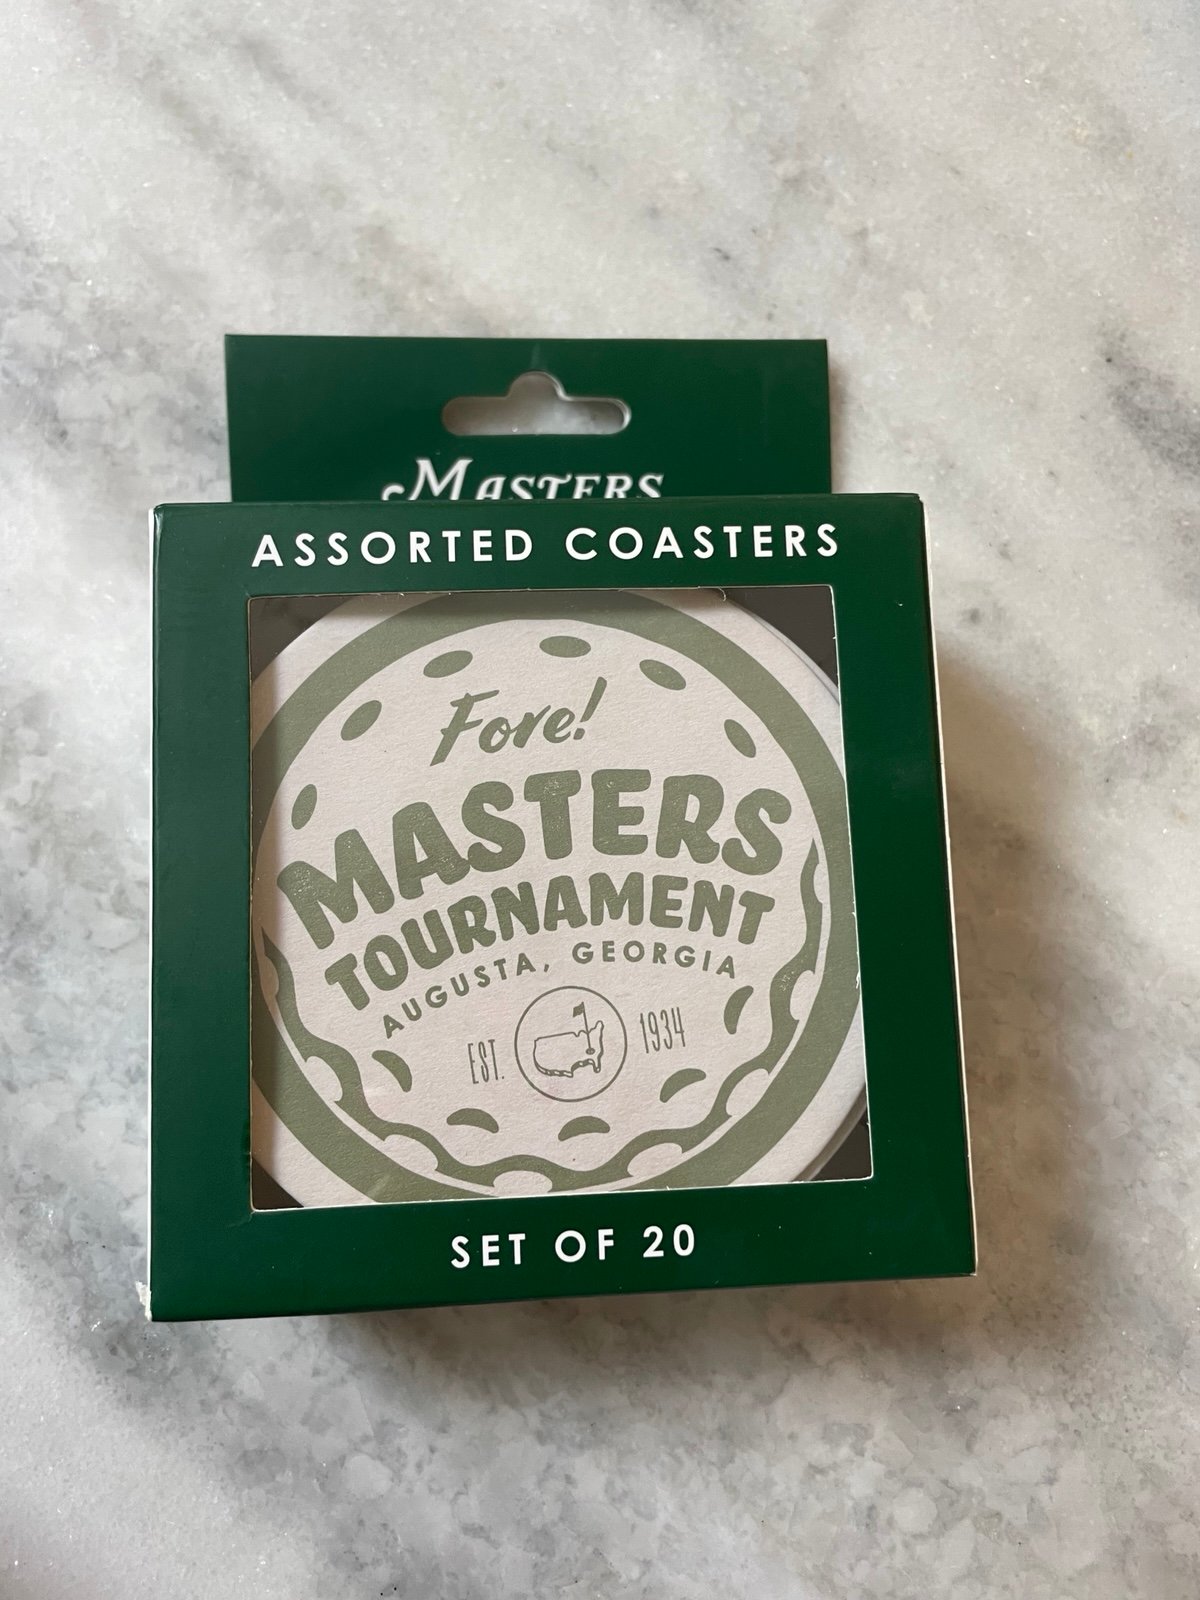 MASTERS
ASSORTED COASTERS
Fore!
MASTERS
TOURNAMENT
AUGUSTA, GEORGIA
EST. 1934
SET OF 20